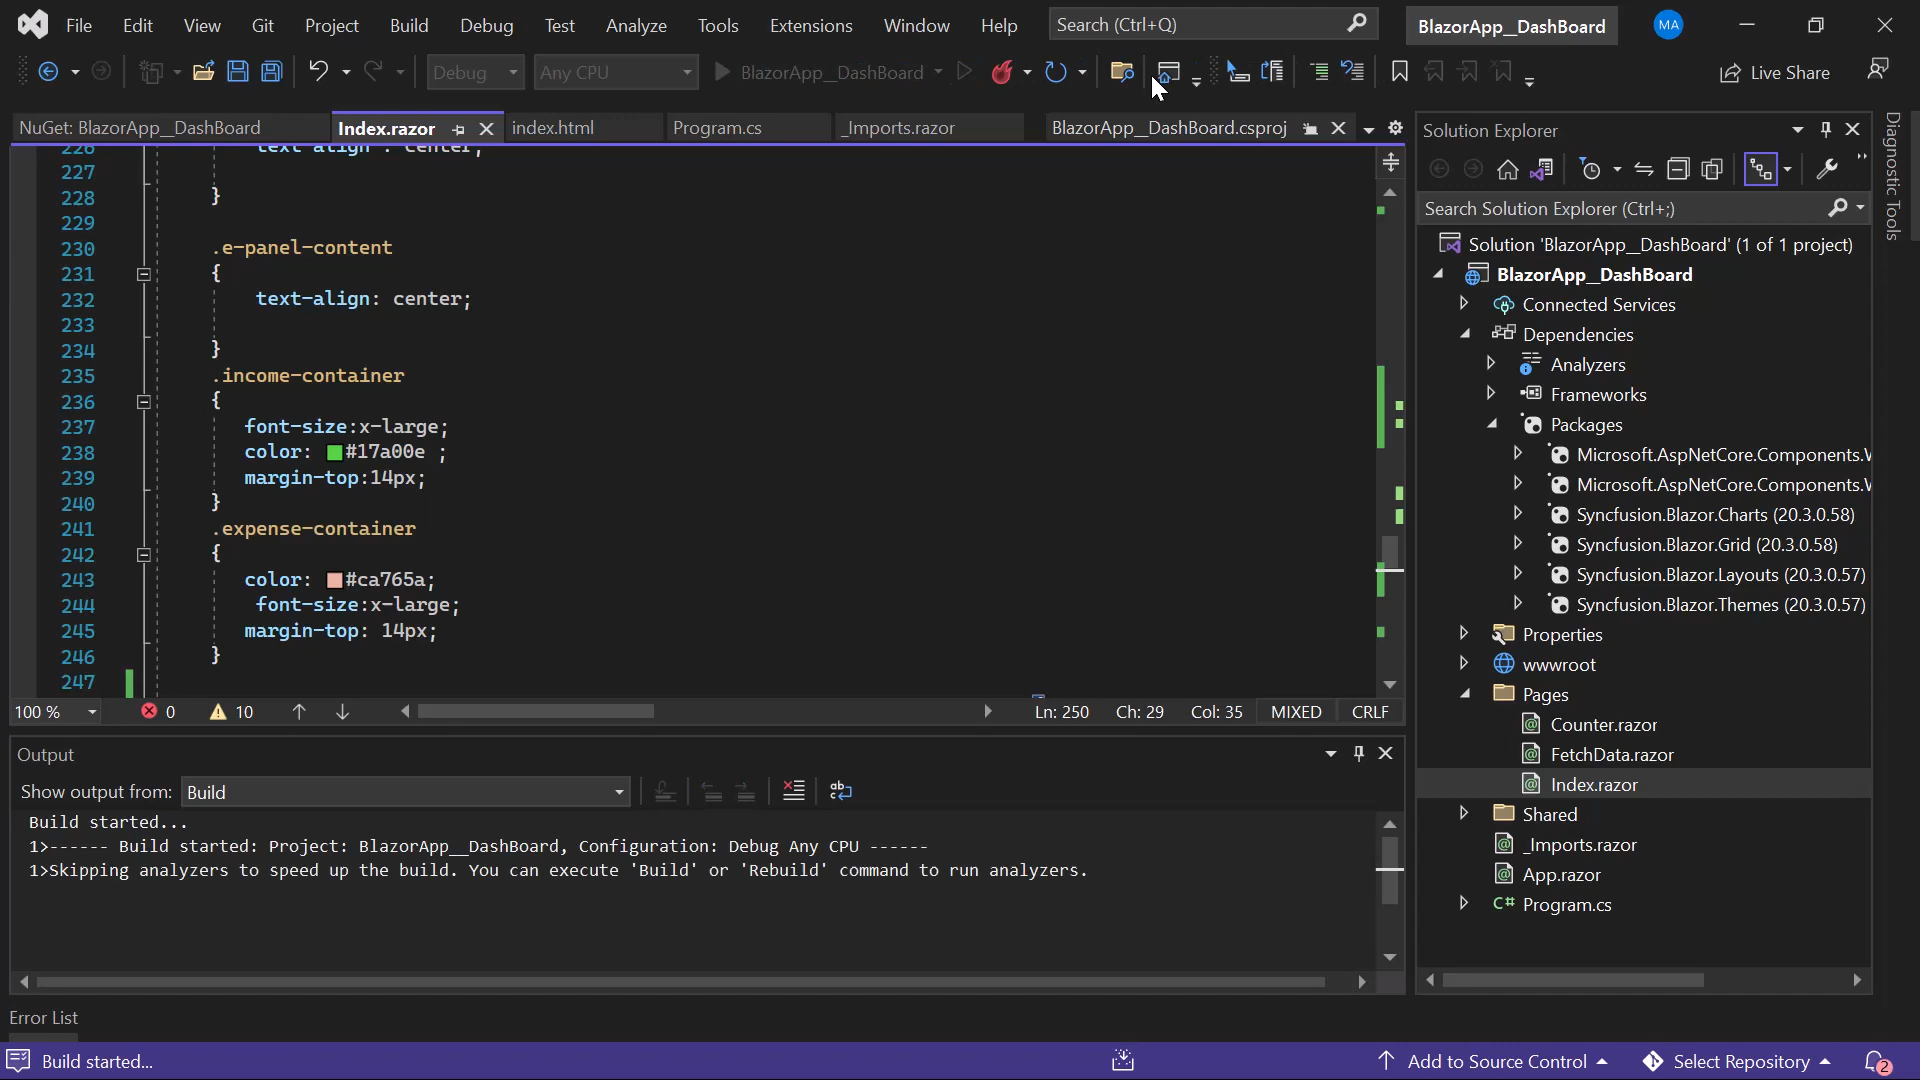 File Edit View Git Project Build Debug Test Analyze Tools Extensions Window Help Search (Ctrl+Q) BlazorApp__DashBoard MA
Debug Any CPU BlazorApp__DashBoard Live Share
NuGet: BlazorApp__DashBoard Index.razor index.html Program.cs _Imports.razor BlazorApp__DashBoard.csproj
226 text-align : center;
227
228 }
229
230 .e-panel-content
231 {
232 text-align: center;
233
234 }
235 .income-container
236 {
237 font-size:x-large;
238 color: #17a00e ;
239 margin-top:14px;
240 }
241 .expense-container
242 {
243 color: #ca765a;
244 font-size:x-large;
245 margin-top: 14px;
246 }
247
100 % 0 10 Ln: 250 Ch: 29 Col: 35 MIXED CRLF
Output
Show output from: Build
Build started...
1>------ Build started: Project: BlazorApp__DashBoard, Configuration: Debug Any CPU ------
1>Skipping analyzers to speed up the build. You can execute 'Build' or 'Rebuild' command to run analyzers.
Error List
Solution Explorer
Search Solution Explorer (Ctrl+;)
Solution 'BlazorApp__DashBoard' (1 of 1 project)
BlazorApp__DashBoard
Connected Services
Dependencies
Analyzers
Frameworks
Packages
Microsoft.AspNetCore.Components.W
Microsoft.AspNetCore.Components.W
Syncfusion.Blazor.Charts (20.3.0.58)
Syncfusion.Blazor.Grid (20.3.0.58)
Syncfusion.Blazor.Layouts (20.3.0.57)
Syncfusion.Blazor.Themes (20.3.0.57)
Properties
wwwroot
Pages
Counter.razor
FetchData.razor
Index.razor
Shared
_Imports.razor
App.razor
C# Program.cs
Diagnostic Tools
Build started... Add to Source Control Select Repository 2